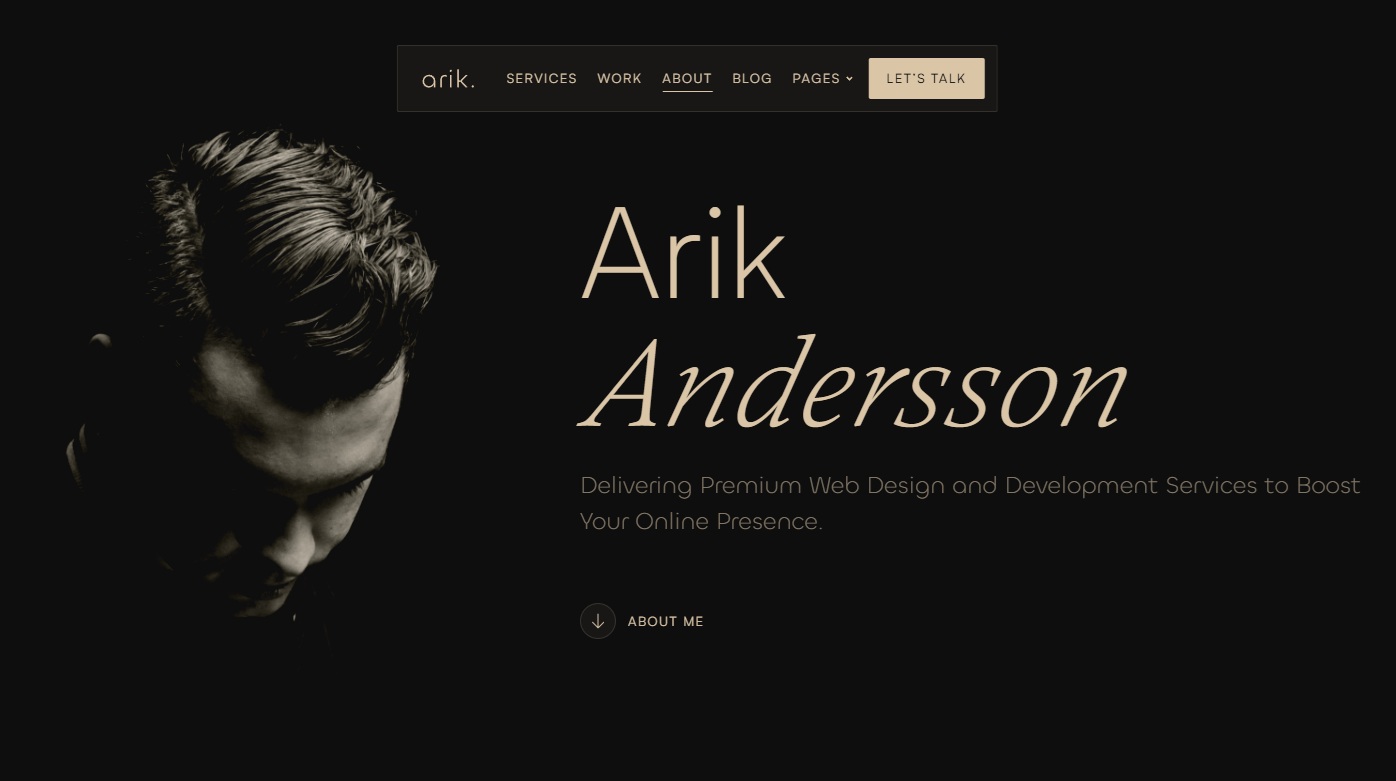 arik.
SERVICES WORK ABOUT BLOG PAGES LET'S TALK
Arik
Andersson
Delivering Premium Web Design and Development Services to Boost
Your Online Presence.
ABOUT ME